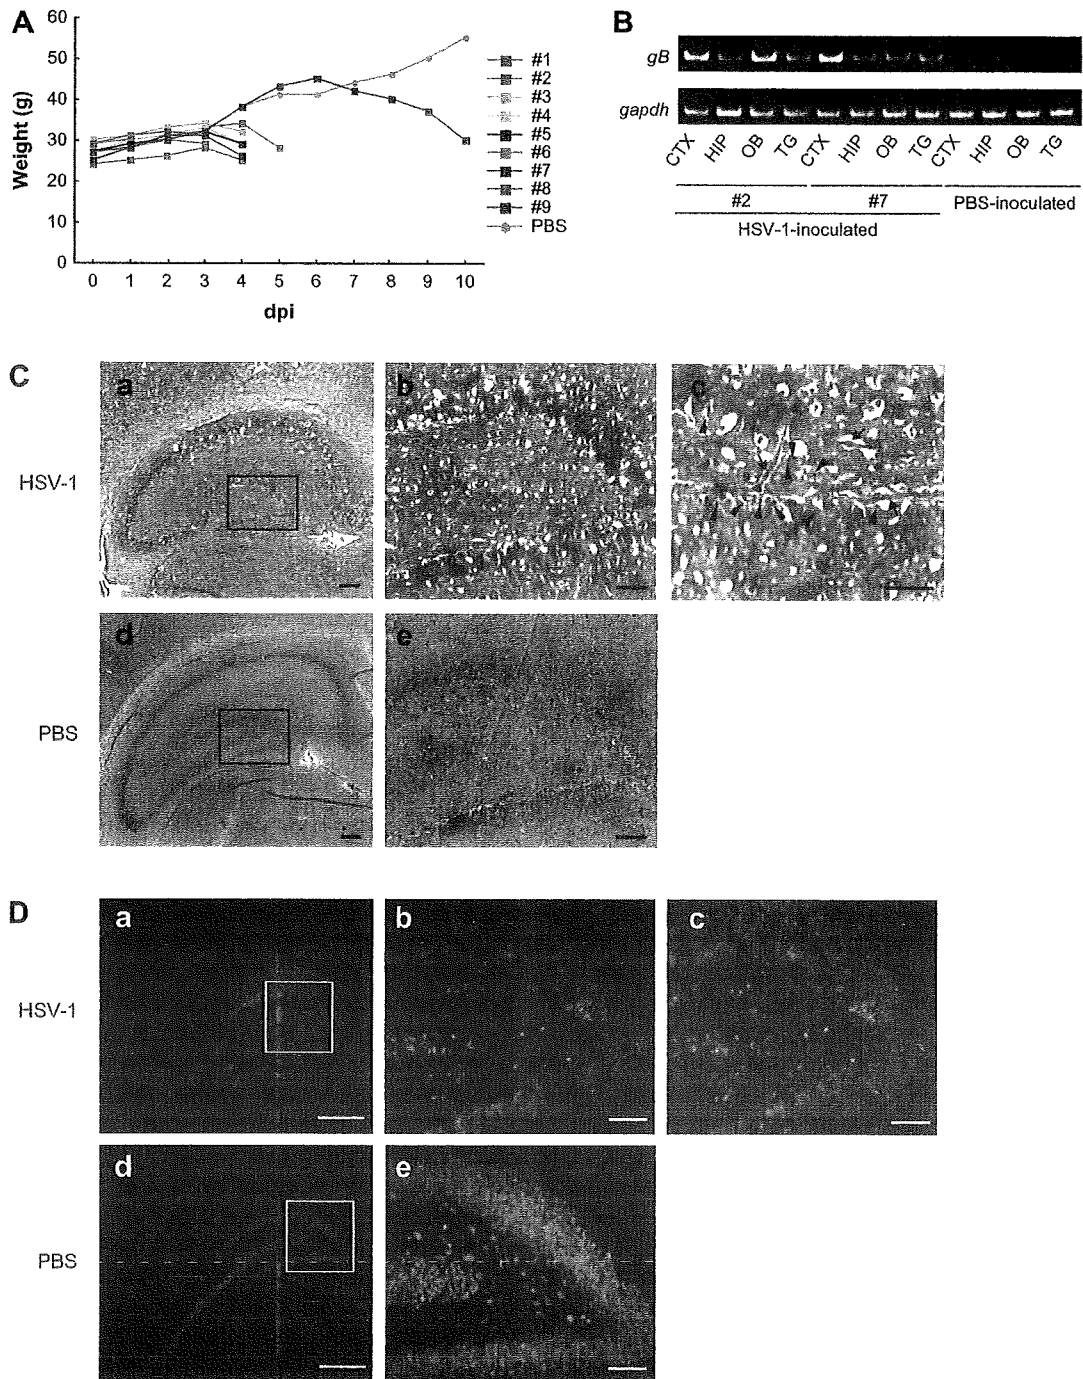 A
Weight (g)
60
50
40
30
20
10
0
0 1 2 3 4 5 6 7 8 9 10
dpi
#1
#2
#3
#4
#5
#6
#7
#8
#9
PBS
B
gB
gapdh
CTX HIP OB TG CTX HIP OB TG CTX HIP OB TG
#2 #7 PBS-inoculated
HSV-1-inoculated
C
a b c
HSV-1
d e
PBS
D
a b c
HSV-1
d e
PBS